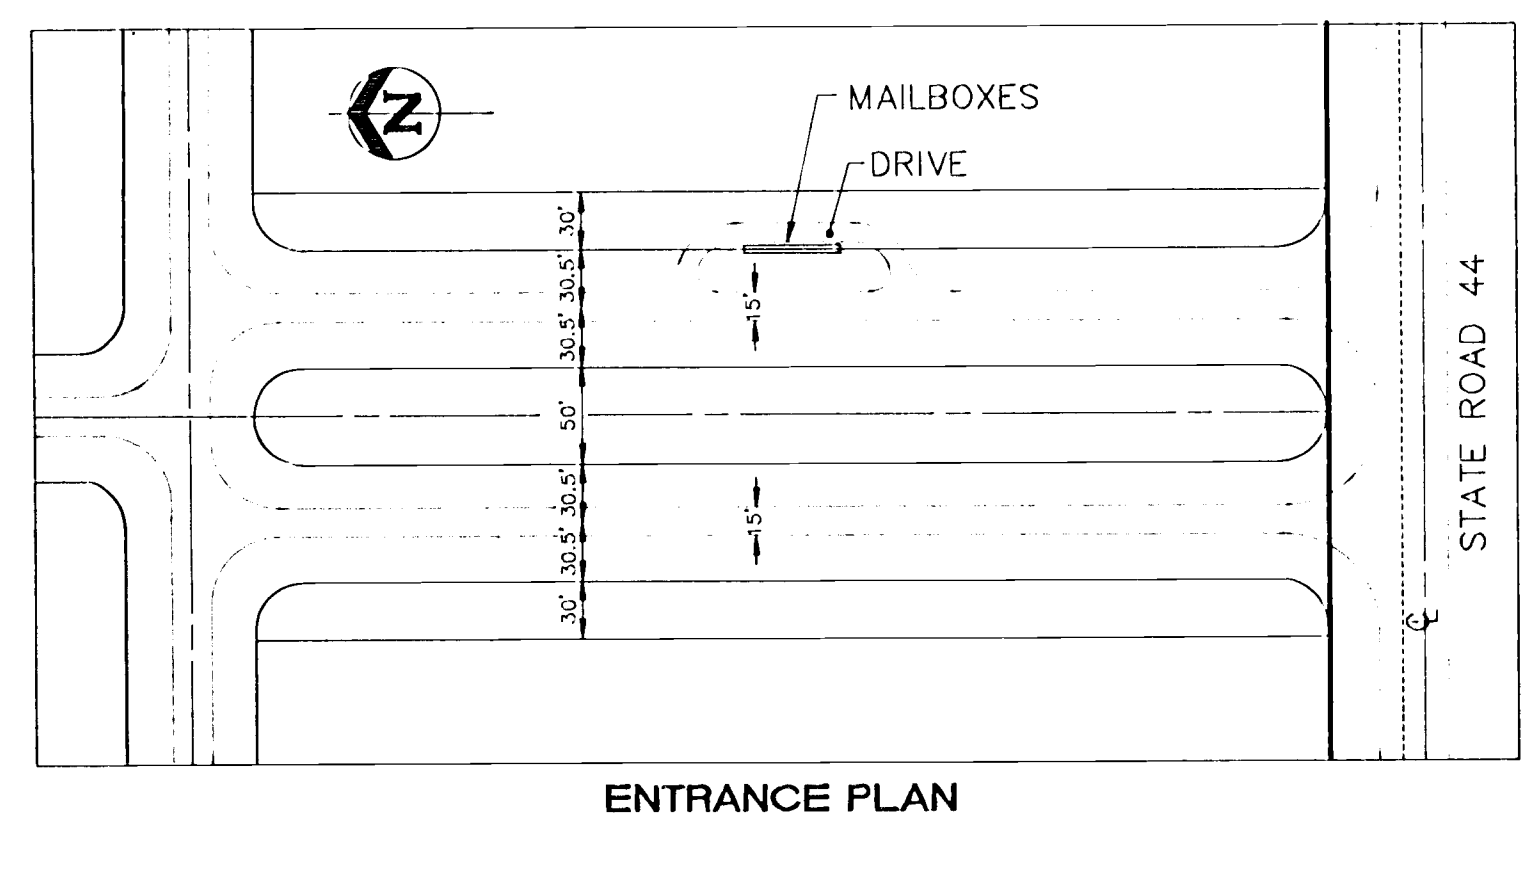 N
MAILBOXES
DRIVE
30'
30.5'
30.5'
50'
30.5'
30.5'
30'
15'
15'
STATE ROAD 44
℄
ENTRANCE PLAN